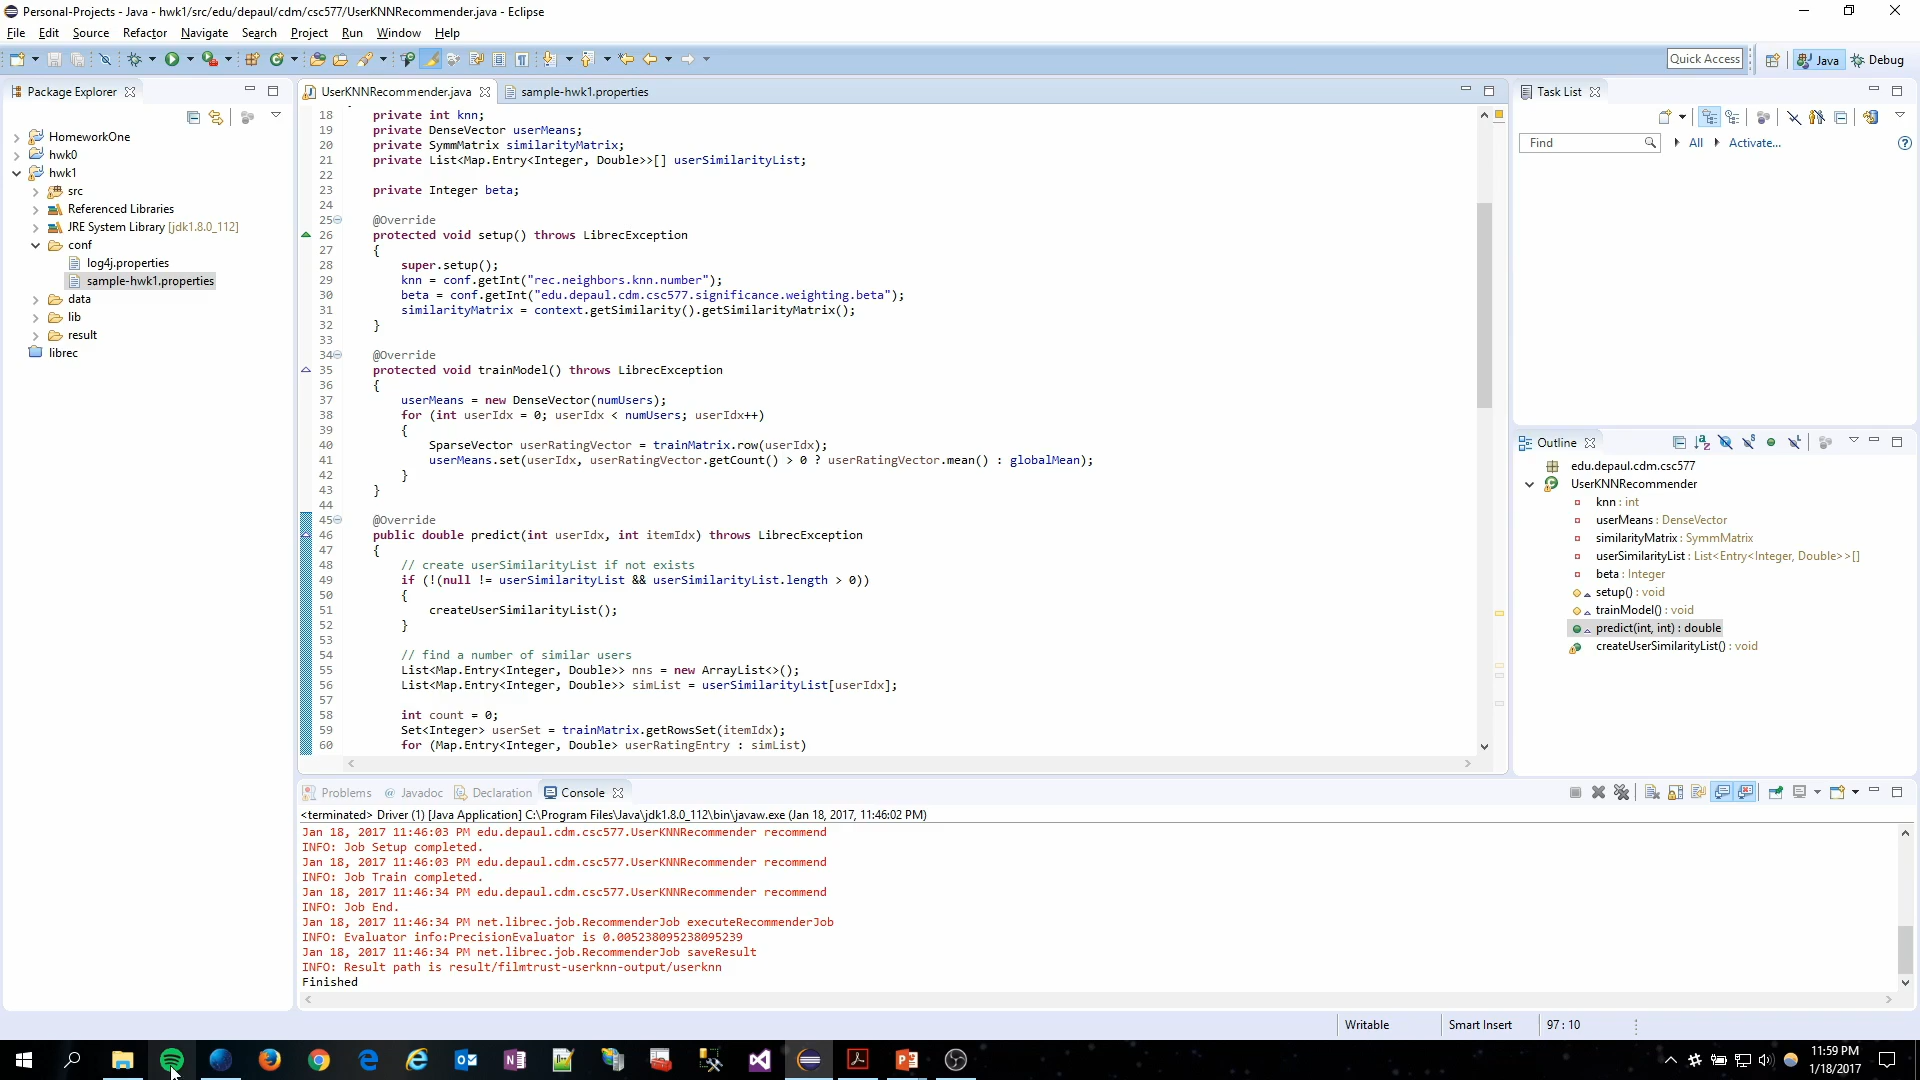 Personal-Projects - Java - hwk1/src/edu/depaul/cdm/csc577/UserKNNRecommender.java - Eclipse
File Edit Source Refactor Navigate Search Project Run Window Help
Quick Access Java Debug
Package Explorer
HomeworkOne
hwk0
hwk1
src
Referenced Libraries
JRE System Library [jdk1.8.0_112]
conf
log4j.properties
sample-hwk1.properties
data
lib
result
librec
UserKNNRecommender.java sample-hwk1.properties
18 private int knn;
19 private DenseVector userMeans;
20 private SymmMatrix similarityMatrix;
21 private List<Map.Entry<Integer, Double>>[] userSimilarityList;
22
23 private Integer beta;
24
25 @Override
26 protected void setup() throws LibrecException
27 {
28 super.setup();
29 knn = conf.getInt("rec.neighbors.knn.number");
30 beta = conf.getInt("edu.depaul.cdm.csc577.significance.weighting.beta");
31 similarityMatrix = context.getSimilarity().getSimilarityMatrix();
32 }
33
34 @Override
35 protected void trainModel() throws LibrecException
36 {
37 userMeans = new DenseVector(numUsers);
38 for (int userIdx = 0; userIdx < numUsers; userIdx++)
39 {
40 SparseVector userRatingVector = trainMatrix.row(userIdx);
41 userMeans.set(userIdx, userRatingVector.getCount() > 0 ? userRatingVector.mean() : globalMean);
42 }
43 }
44
45 @Override
46 public double predict(int userIdx, int itemIdx) throws LibrecException
47 {
48 // create userSimilarityList if not exists
49 if (!(null != userSimilarityList && userSimilarityList.length > 0))
50 {
51 createUserSimilarityList();
52 }
53
54 // find a number of similar users
55 List<Map.Entry<Integer, Double>> nns = new ArrayList<>();
56 List<Map.Entry<Integer, Double>> simList = userSimilarityList[userIdx];
57
58 int count = 0;
59 Set<Integer> userSet = trainMatrix.getRowsSet(itemIdx);
60 for (Map.Entry<Integer, Double> userRatingEntry : simList)
Task List
Find All Activate...
Outline
edu.depaul.cdm.csc577
UserKNNRecommender
knn : int
userMeans : DenseVector
similarityMatrix : SymmMatrix
userSimilarityList : List<Entry<Integer, Double>>[]
beta : Integer
setup() : void
trainModel() : void
predict(int, int) : double
createUserSimilarityList() : void
Problems Javadoc Declaration Console
<terminated> Driver (1) [Java Application] C:\Program Files\Java\jdk1.8.0_112\bin\javaw.exe (Jan 18, 2017, 11:46:02 PM)
Jan 18, 2017 11:46:03 PM edu.depaul.cdm.csc577.UserKNNRecommender recommend
INFO: Job Setup completed.
Jan 18, 2017 11:46:03 PM edu.depaul.cdm.csc577.UserKNNRecommender recommend
INFO: Job Train completed.
Jan 18, 2017 11:46:34 PM edu.depaul.cdm.csc577.UserKNNRecommender recommend
INFO: Job End.
Jan 18, 2017 11:46:34 PM net.librec.job.RecommenderJob executeRecommenderJob
INFO: Evaluator info:PrecisionEvaluator is 0.005238095238095239
Jan 18, 2017 11:46:34 PM net.librec.job.RecommenderJob saveResult
INFO: Result path is result/filmtrust-userknn-output/userknn
Finished
Writable Smart Insert 97 : 10
11:59 PM
1/18/2017